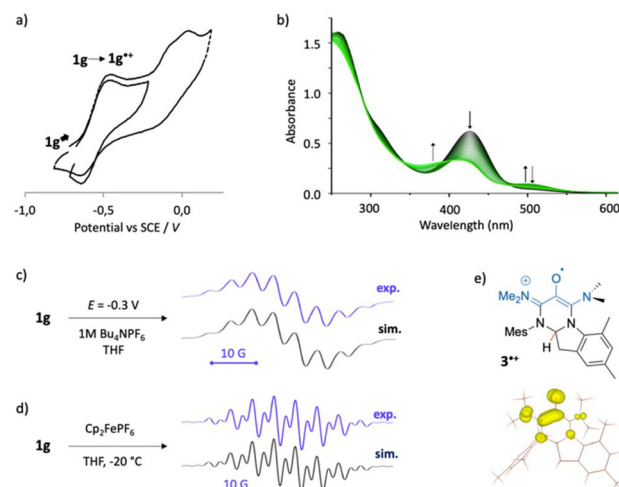 a)
1g → 1g•+
1g
-1,0
-0,5
0,0
Potential vs SCE / V
b)
Absorbance
1.5
1.0
0.5
0.0
300
400
500
600
Wavelength (nm)
c)
1g
E = -0.3 V
1M Bu4NPF6
THF
exp.
sim.
10 G
d)
1g
Cp2FePF6
THF, -20 °C
exp.
sim.
10 G
e)
O•
+
Me2N
N
N
N
Mes
H
3•+